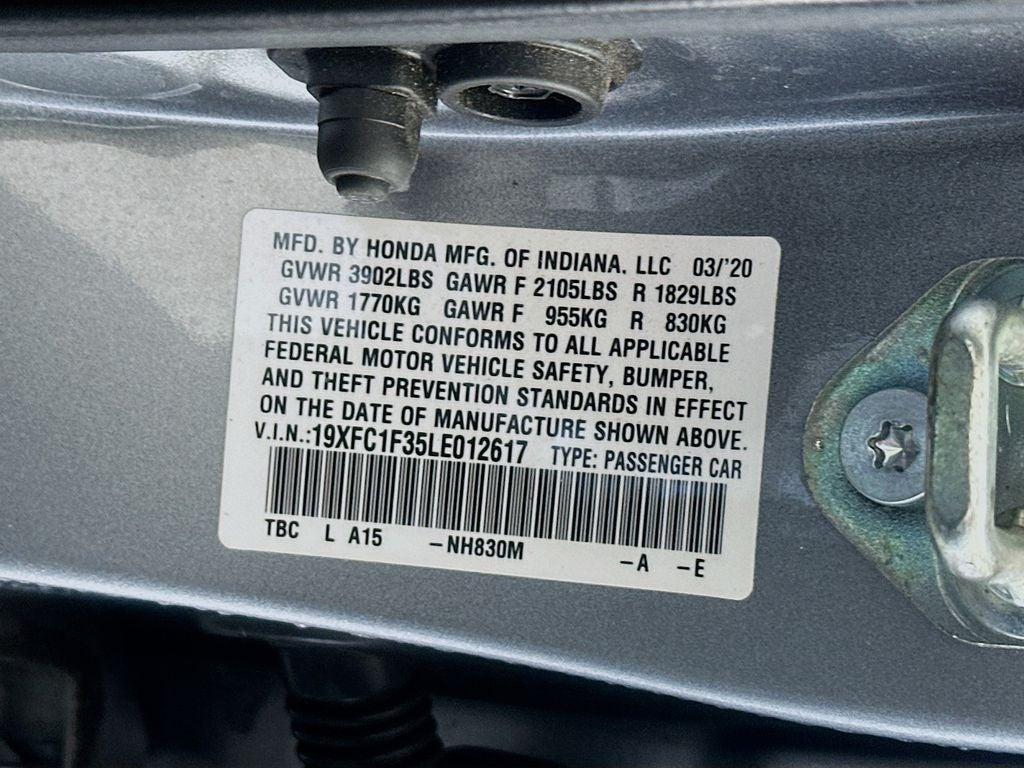 MFD. BY HONDA MFG. OF INDIANA. LLC 03/'20
GVWR 3902LBS GAWR F 2105LBS R 1829LBS
GVWR 1770KG GAWR F 955KG R 830KG
THIS VEHICLE CONFORMS TO ALL APPLICABLE
FEDERAL MOTOR VEHICLE SAFETY, BUMPER,
AND THEFT PREVENTION STANDARDS IN EFFECT
ON THE DATE OF MANUFACTURE SHOWN ABOVE.
V.I.N.:19XFC1F35LE012617 TYPE: PASSENGER CAR
TBC L A15 –NH830M –A –E